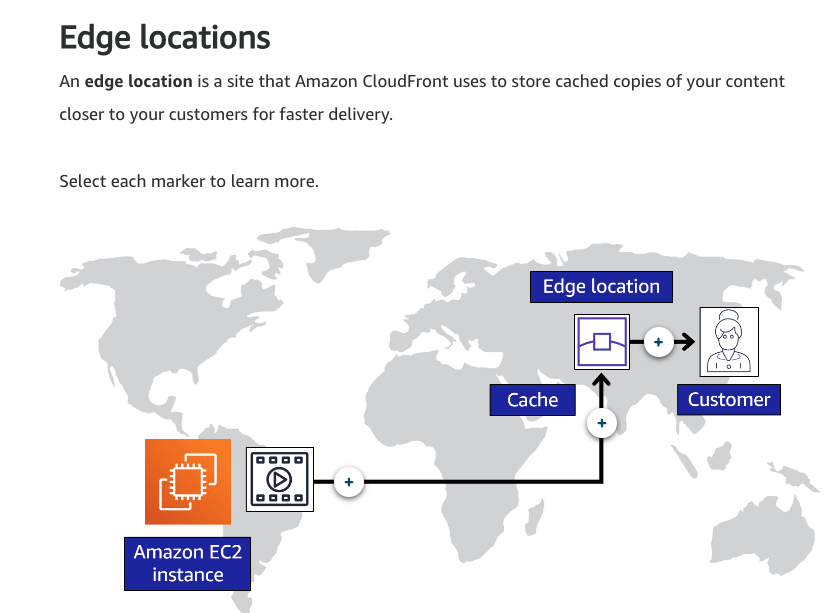 Edge locations
An edge location is a site that Amazon CloudFront uses to store cached copies of your content
closer to your customers for faster delivery.
Select each marker to learn more.
Edge location
Cache
Customer
Amazon EC2
instance